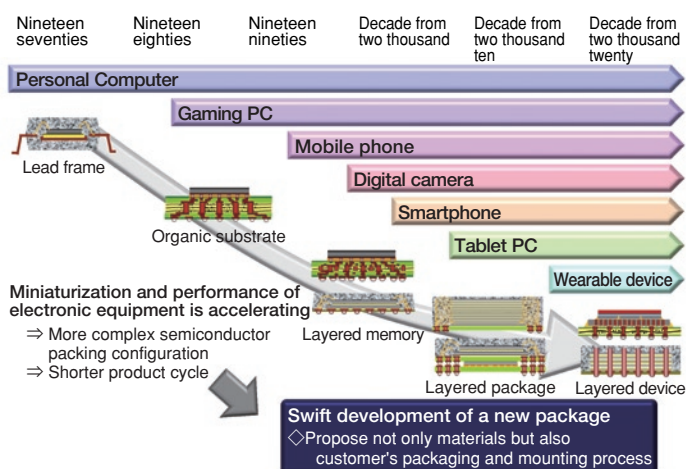 Nineteen
seventies
Nineteen
eighties
Nineteen
nineties
Decade from
two thousand
Decade from
two thousand
ten
Decade from
two thousand
twenty
Personal Computer
Gaming PC
Mobile phone
Lead frame
Digital camera
Smartphone
Organic substrate
Tablet PC
Wearable device
Miniaturization and performance of
electronic equipment is accelerating
⇒ More complex semiconductor
packing configuration
⇒ Shorter product cycle
Layered memory
Layered package
Layered device
Swift development of a new package
◇Propose not only materials but also
customer's packaging and mounting process